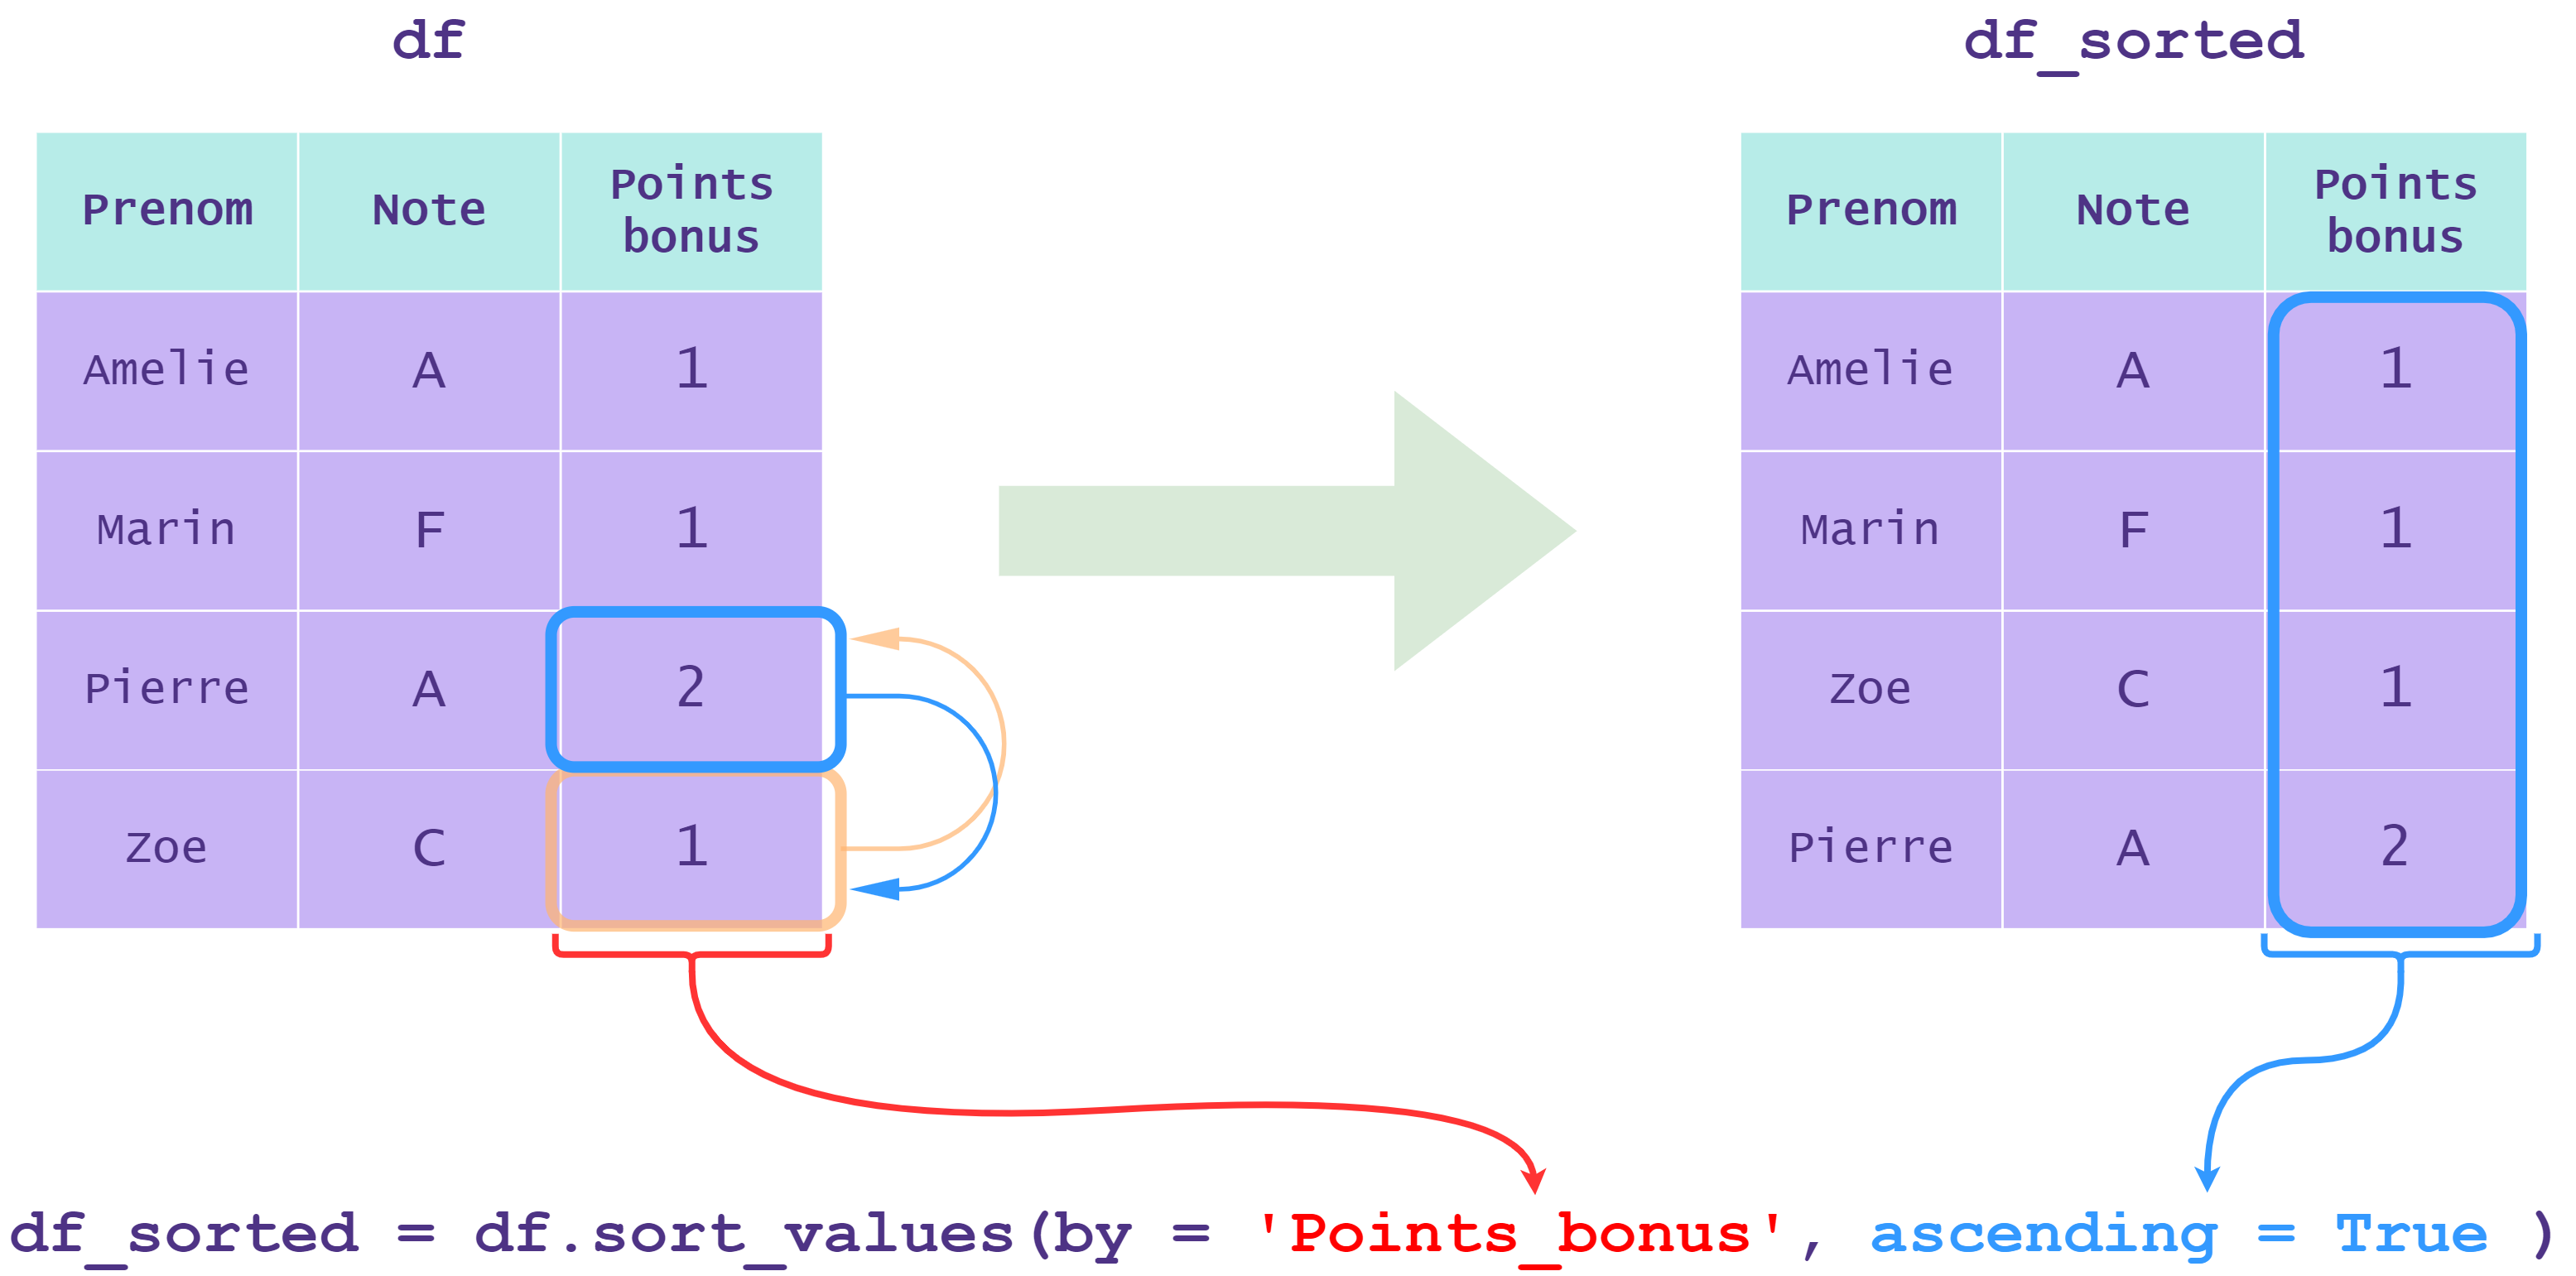 df
df_sorted
Prenom Note Points bonus
Amelie A 1
Marin F 1
Pierre A 2
Zoe C 1
Prenom Note Points bonus
Amelie A 1
Marin F 1
Zoe C 1
Pierre A 2
df_sorted = df.sort_values(by = 'Points_bonus', ascending = True )